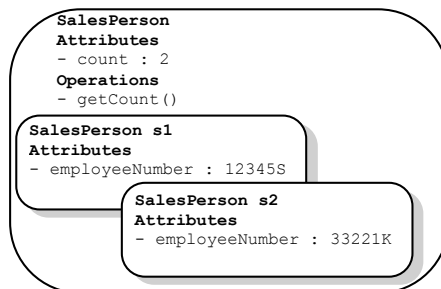 SalesPerson
Attributes
- count : 2
Operations
- getCount()
SalesPerson s1
Attributes
- employeeNumber : 12345S
SalesPerson s2
Attributes
- employeeNumber : 33221K